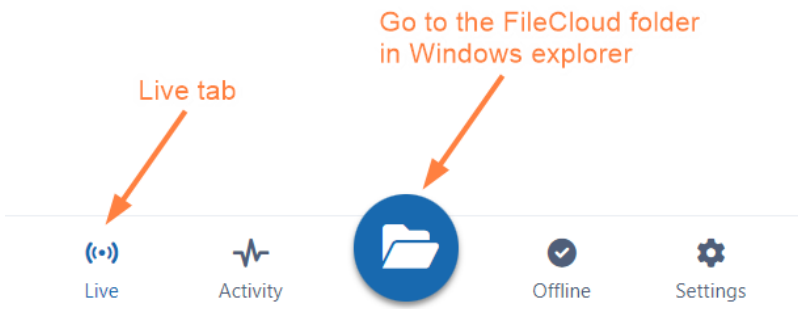 Go to the FileCloud folder
in Windows explorer
Live tab
Live
Activity
Offline
Settings